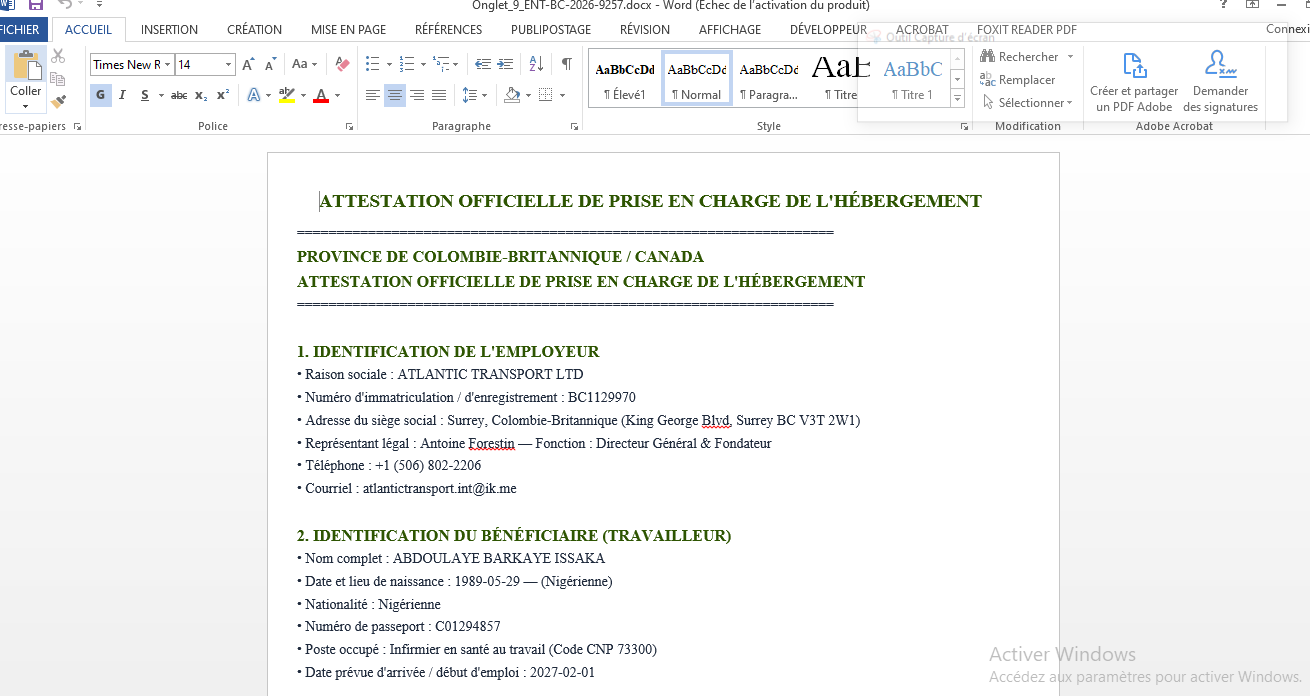 Onglet_9_ENT-BC-2026-9257.docx - Word (Échec de l'activation du produit)
FICHIER ACCUEIL INSERTION CRÉATION MISE EN PAGE RÉFÉRENCES PUBLIPOSTAGE RÉVISION AFFICHAGE DÉVELOPPEUR ACROBAT FOXIT READER PDF Connexi
Outil Capture d'écran
Times New R 14 Aa
Coller
G I S abc x₂ x² A aby A
AaBbCcDd AaBbCcDd AaBbCcDd AaB AaBbC
¶ Élevé1 ¶ Normal ¶ Paragra... ¶ Titre ¶ Titre 1
Rechercher
Remplacer
Sélectionner
Créer et partager un PDF Adobe
Demander des signatures
resse-papiers Police Paragraphe Style Modification Adobe Acrobat
ATTESTATION OFFICIELLE DE PRISE EN CHARGE DE L'HÉBERGEMENT
PROVINCE DE COLOMBIE-BRITANNIQUE / CANADA
ATTESTATION OFFICIELLE DE PRISE EN CHARGE DE L'HÉBERGEMENT
1. IDENTIFICATION DE L'EMPLOYEUR
• Raison sociale : ATLANTIC TRANSPORT LTD
• Numéro d'immatriculation / d'enregistrement : BC1129970
• Adresse du siège social : Surrey, Colombie-Britannique (King George Blvd, Surrey BC V3T 2W1)
• Représentant légal : Antoine Forestin — Fonction : Directeur Général & Fondateur
• Téléphone : +1 (506) 802-2206
• Courriel : atlantictransport.int@ik.me
2. IDENTIFICATION DU BÉNÉFICIAIRE (TRAVAILLEUR)
• Nom complet : ABDOULAYE BARKAYE ISSAKA
• Date et lieu de naissance : 1989-05-29 — (Nigérienne)
• Nationalité : Nigérienne
• Numéro de passeport : C01294857
• Poste occupé : Infirmier en santé au travail (Code CNP 73300)
• Date prévue d'arrivée / début d'emploi : 2027-02-01
Activer Windows
Accédez aux paramètres pour activer Windows.